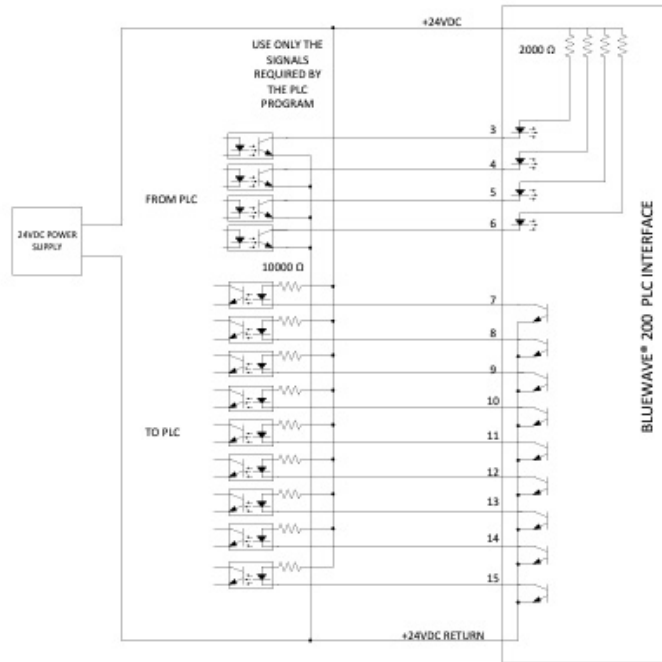 +24VDC
USE ONLY THE
SIGNALS
REQUIRED BY
THE PLC
PROGRAM
2000 Ω
3
4
5
6
FROM PLC
24VDC POWER
SUPPLY
10000 Ω
7
8
9
10
11
12
13
14
15
TO PLC
+24VDC RETURN
BLUEWAVE® 200 PLC INTERFACE